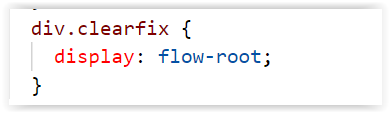 div.clearfix {
  display: flow-root;
}